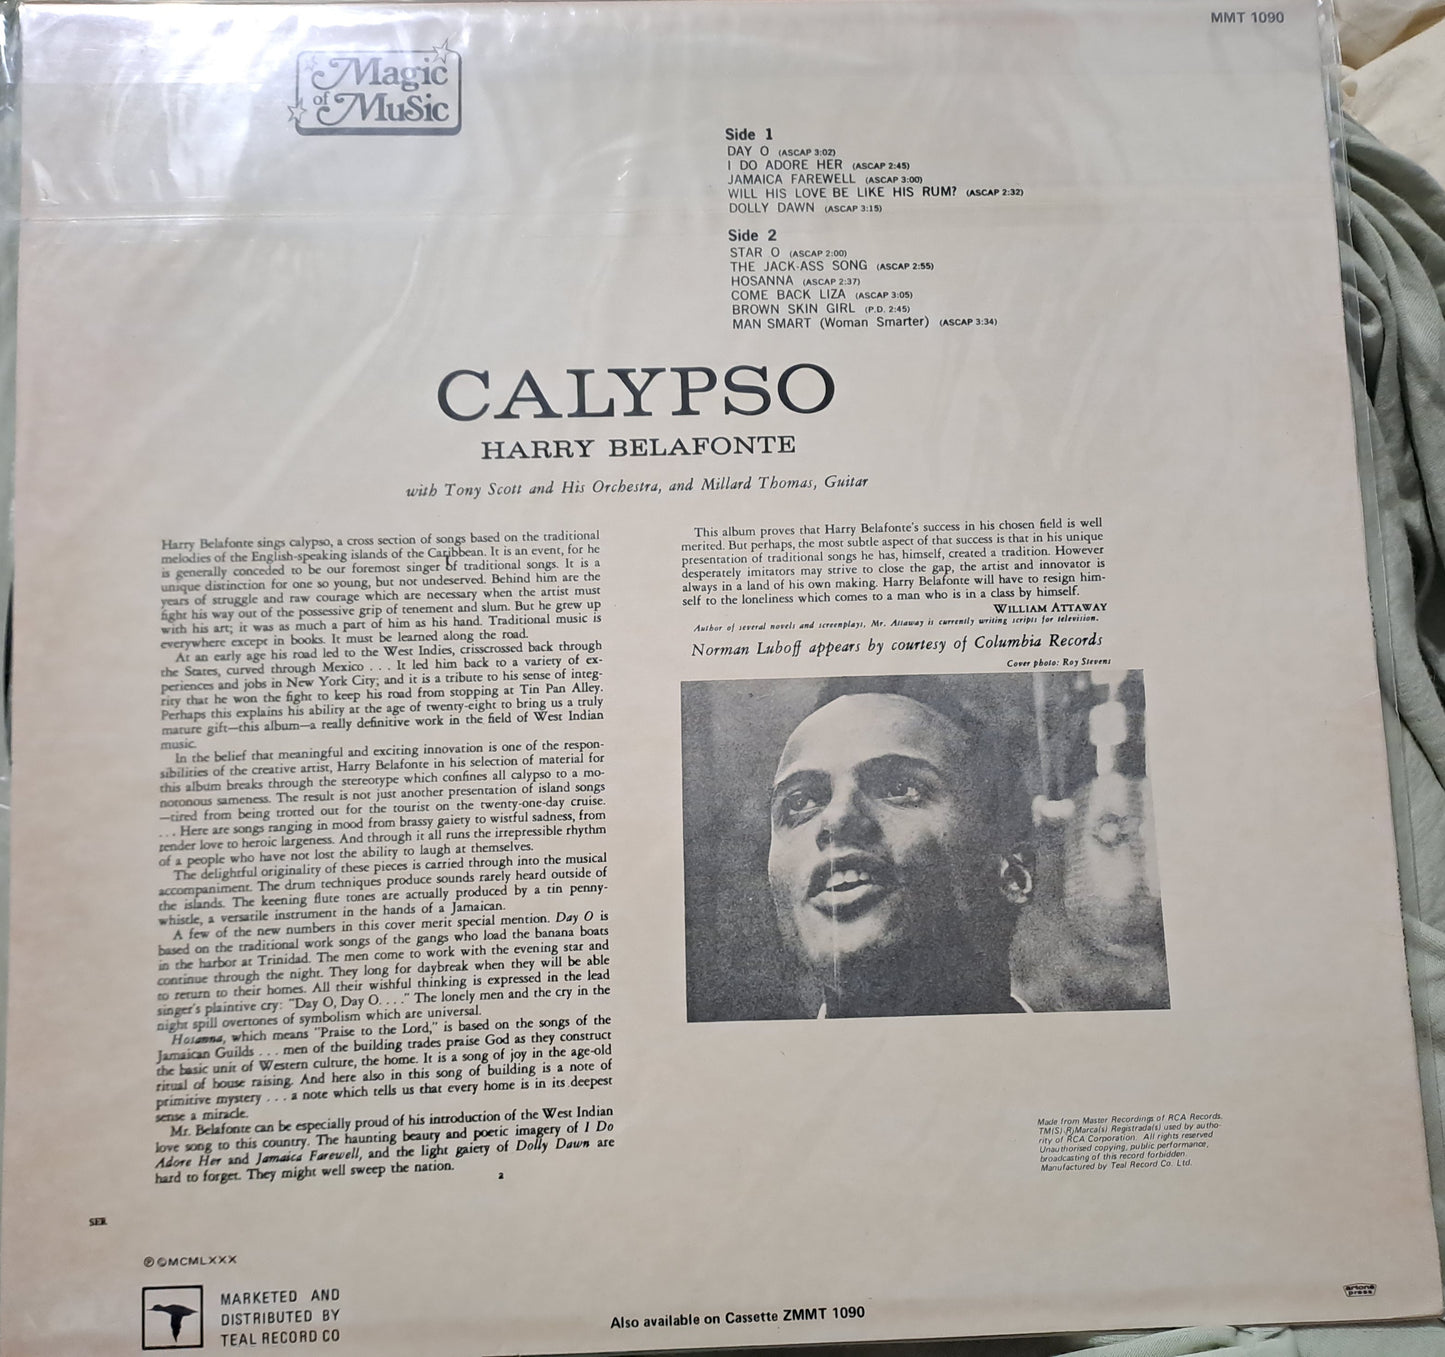 MMT 1090
Magic
of Music
Side 1
DAY O (ASCAP 3:02)
I DO ADORE HER (ASCAP 2:45)
JAMAICA FAREWELL (ASCAP 3:00)
WILL HIS LOVE BE LIKE HIS RUM? (ASCAP 2:32)
DOLLY DAWN (ASCAP 3:15)
Side 2
STAR O (ASCAP 2:00)
THE JACK-ASS SONG (ASCAP 2:55)
HOSANNA (ASCAP 2:37)
COME BACK LIZA (ASCAP 3:05)
BROWN SKIN GIRL (P.D. 2:45)
MAN SMART (Woman Smarter) (ASCAP 3:34)
CALYPSO
HARRY BELAFONTE
with Tony Scott and His Orchestra, and Millard Thomas, Guitar
Harry Belafonte sings calypso, a cross section of songs based on the traditional
melodies of the English-speaking islands of the Caribbean. It is an event, for he
is generally conceded to be our foremost singer of traditional songs. It is a
unique distinction for one so young, but not undeserved. Behind him are the
years of struggle and raw courage which are necessary when the artist must
fight his way out of the possessive grip of tenement and slum. But he grew up
with his art; it was as much a part of him as his hand. Traditional music is
everywhere except in books. It must be learned along the road.
At an early age his road led to the West Indies, crisscrossed back through
the States, curved through Mexico . . . It led him back to a variety of ex-
periences and jobs in New York City; and it is a tribute to his sense of integ-
rity that he won the fight to keep his road from stopping at Tin Pan Alley.
Perhaps this explains his ability at the age of twenty-eight to bring us a truly
mature gift—this album—a really definitive work in the field of West Indian
music.
In the belief that meaningful and exciting innovation is one of the respon-
sibilities of the creative artist, Harry Belafonte in his selection of material for
this album breaks through the stereotype which confines all calypso to a mo-
notonous sameness. The result is not just another presentation of island songs
—tired from being trotted out for the tourist on the twenty-one-day cruise.
. . . Here are songs ranging in mood from brassy gaiety to wistful sadness, from
tender love to heroic largeness. And through it all runs the irrepressible rhythm
of a people who have not lost the ability to laugh at themselves.
The delightful originality of these pieces is carried through into the musical
accompaniment. The drum techniques produce sounds rarely heard outside of
the islands. The keening flute tones are actually produced by a tin penny-
whistle, a versatile instrument in the hands of a Jamaican.
A few of the new numbers in this cover merit special mention. Day O is
based on the traditional work songs of the gangs who load the banana boats
in the harbor at Trinidad. The men come to work with the evening star and
continue through the night. They long for daybreak when they will be able
to return to their homes. All their wishful thinking is expressed in the lead
singer's plaintive cry: "Day O, Day O. . . ." The lonely men and the cry in the
night spill overtones of symbolism which are universal.
Hosanna, which means "Praise to the Lord," is based on the songs of the
Jamaican Guilds . . . men of the building trades praise God as they construct
the basic unit of Western culture, the home. It is a song of joy in the age-old
ritual of house raising. And here also in this song of building is a note of
primitive mystery . . . a note which tells us that every home is in its deepest
sense a miracle.
Mr. Belafonte can be especially proud of his introduction of the West Indian
love song to this country. The haunting beauty and poetic imagery of I Do
Adore Her and Jamaica Farewell, and the light gaiety of Dolly Dawn are
hard to forget. They might well sweep the nation.
2
This album proves that Harry Belafonte's success in his chosen field is well
merited. But perhaps, the most subtle aspect of that success is that in his unique
presentation of traditional songs he has, himself, created a tradition. However
desperately imitators may strive to close the gap, the artist and innovator is
always in a land of his own making. Harry Belafonte will have to resign him-
self to the loneliness which comes to a man who is in a class by himself.
WILLIAM ATTAWAY
Author of several novels and screenplays, Mr. Attaway is currently writing scripts for television.
Norman Luboff appears by courtesy of Columbia Records
Cover photo: Roy Stevens
Made from Master Recordings of RCA Records.
TM(S) (R) Marca(s) Registrada(s) used by autho-
rity of RCA Corporation. All rights reserved
Unauthorised copying, public performance,
broadcasting of this record forbidden.
Manufactured by Teal Record Co. Ltd.
SER
℗ ©MCMLXXX
MARKETED AND
DISTRIBUTED BY
TEAL RECORD CO
Also available on Cassette ZMMT 1090
artone
press